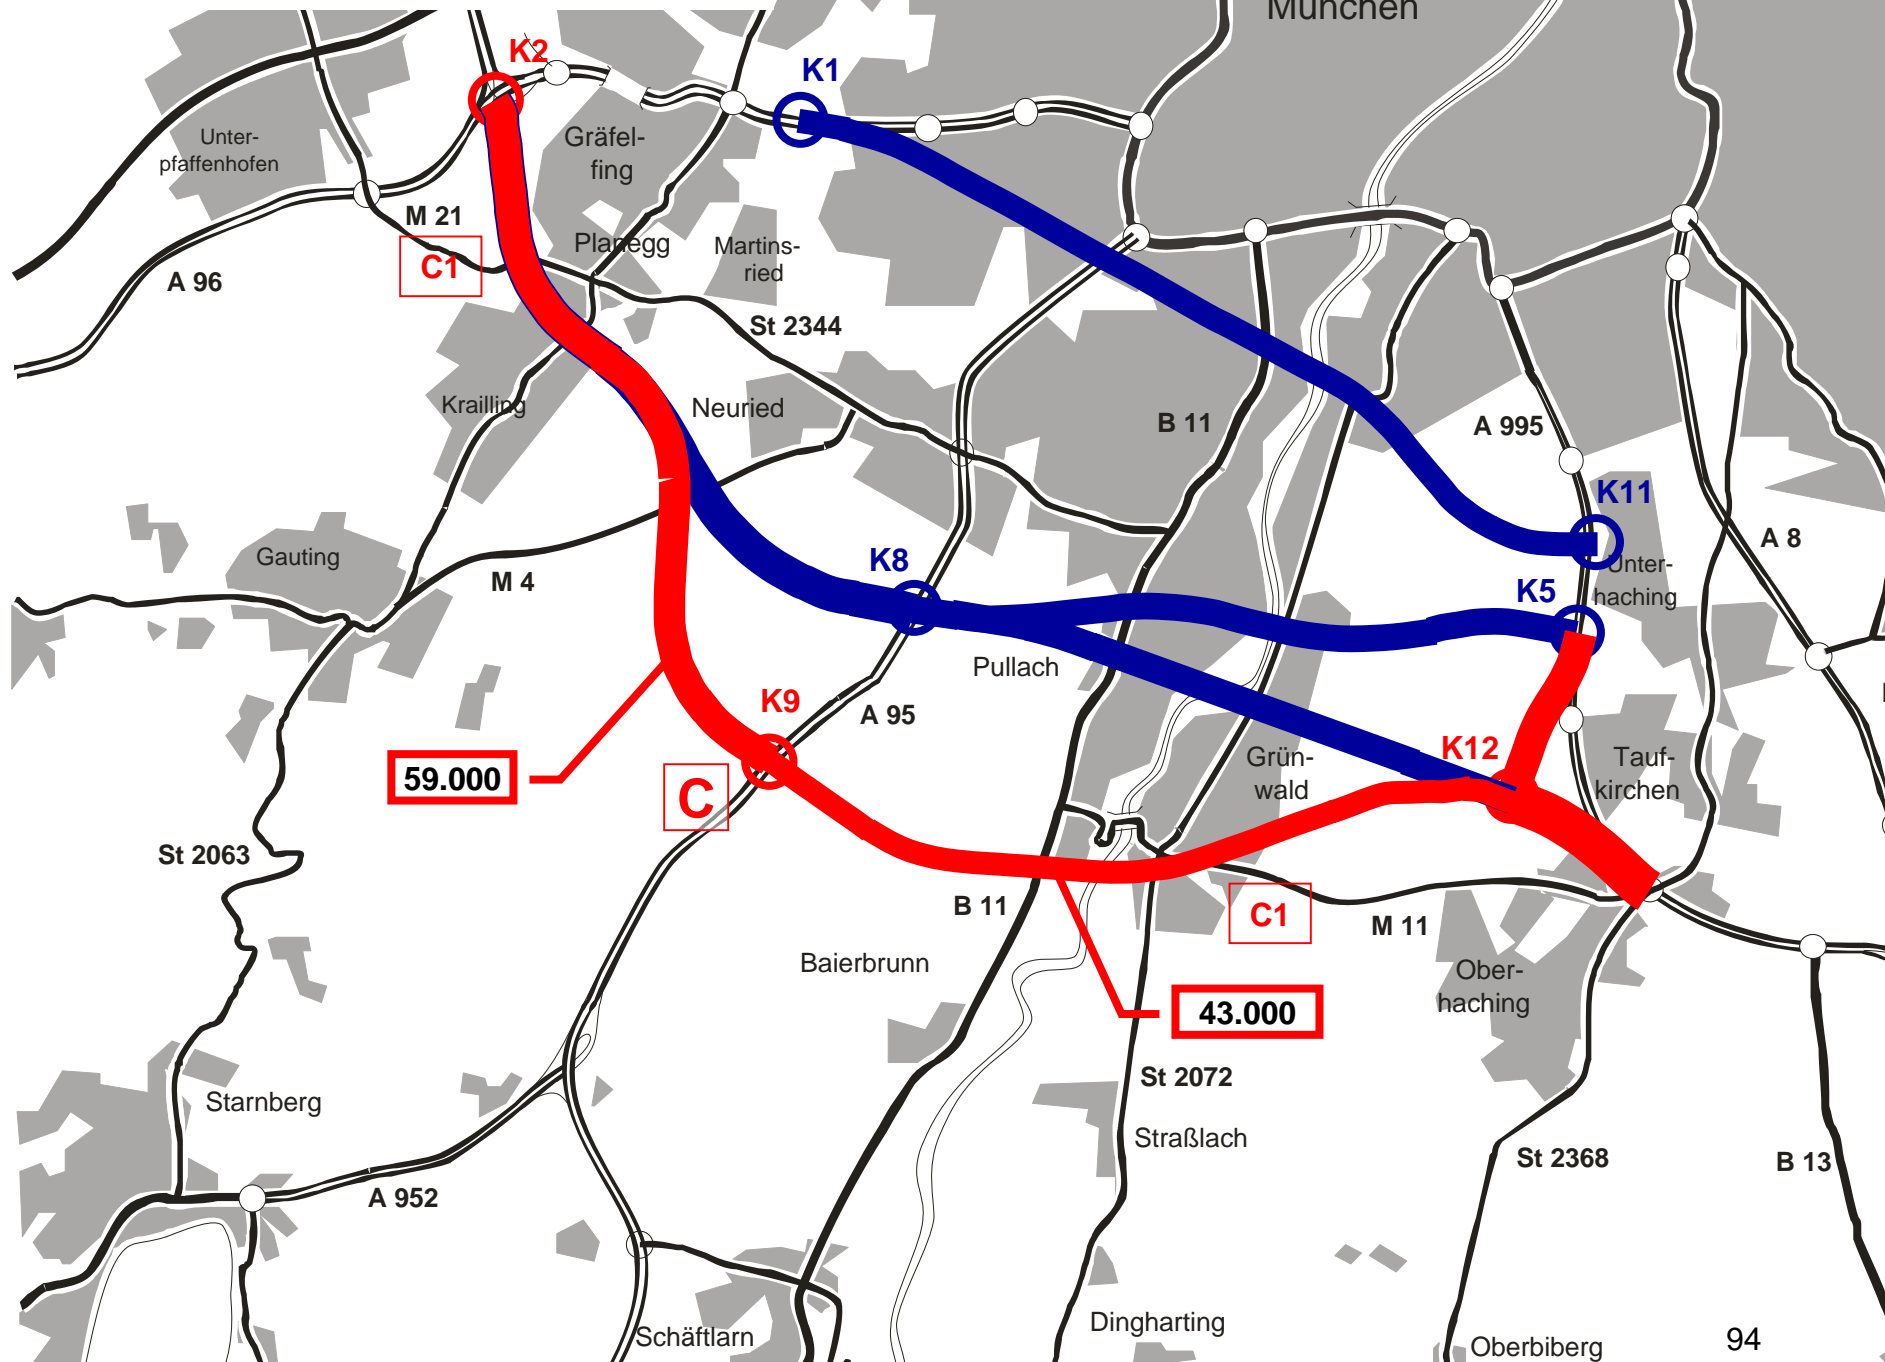 München
K2
K1
Unter-
pfaffenhofen
Gräfel-
fing
M 21
C1
Planegg
Martins-
ried
A 96
St 2344
Krailling
Neuried
B 11
A 995
K11
Gauting
M 4
K8
A 8
Unter-
haching
K5
Pullach
K9
A 95
K12
59.000
C
Grün-
wald
Tauf-
kirchen
St 2063
B 11
C1
M 11
Baierbrunn
Ober-
haching
43.000
St 2072
Starnberg
Straßlach
St 2368
B 13
A 952
Schäftlarn
Dingharting
Oberbiberg
94